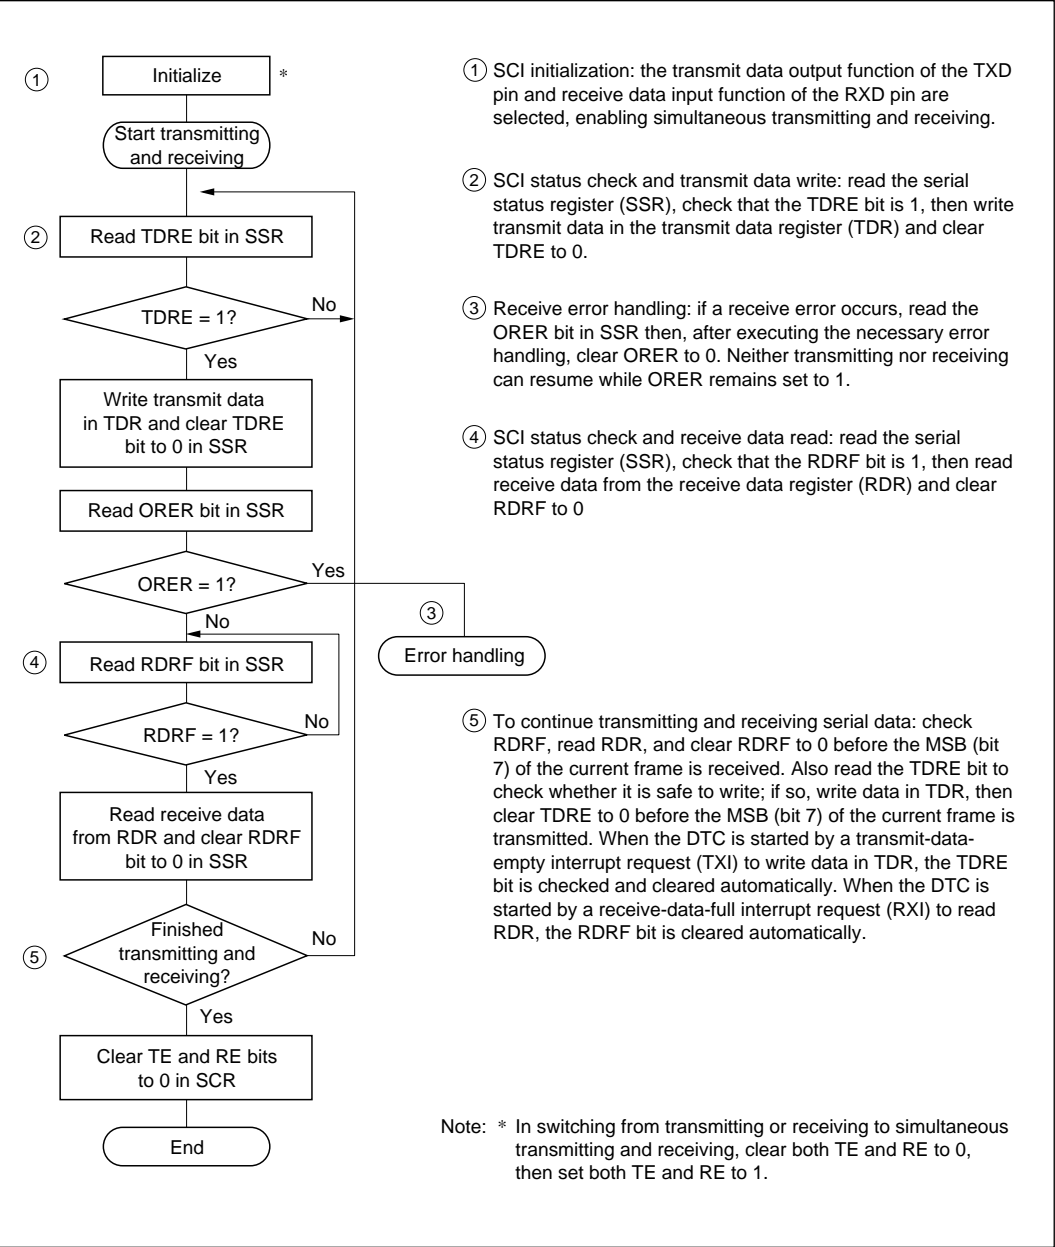 1 Initialize *
Start transmitting
and receiving
2 Read TDRE bit in SSR
TDRE = 1? No
Yes
Write transmit data
in TDR and clear TDRE
bit to 0 in SSR
Read ORER bit in SSR
ORER = 1? Yes
No
3
Error handling
4 Read RDRF bit in SSR
RDRF = 1? No
Yes
Read receive data
from RDR and clear RDRF
bit to 0 in SSR
5 Finished
transmitting and
receiving? No
Yes
Clear TE and RE bits
to 0 in SCR
End
1 SCI initialization: the transmit data output function of the TXD
pin and receive data input function of the RXD pin are
selected, enabling simultaneous transmitting and receiving.
2 SCI status check and transmit data write: read the serial
status register (SSR), check that the TDRE bit is 1, then write
transmit data in the transmit data register (TDR) and clear
TDRE to 0.
3 Receive error handling: if a receive error occurs, read the
ORER bit in SSR then, after executing the necessary error
handling, clear ORER to 0. Neither transmitting nor receiving
can resume while ORER remains set to 1.
4 SCI status check and receive data read: read the serial
status register (SSR), check that the RDRF bit is 1, then read
receive data from the receive data register (RDR) and clear
RDRF to 0
5 To continue transmitting and receiving serial data: check
RDRF, read RDR, and clear RDRF to 0 before the MSB (bit
7) of the current frame is received. Also read the TDRE bit to
check whether it is safe to write; if so, write data in TDR, then
clear TDRE to 0 before the MSB (bit 7) of the current frame is
transmitted. When the DTC is started by a transmit-data-
empty interrupt request (TXI) to write data in TDR, the TDRE
bit is checked and cleared automatically. When the DTC is
started by a receive-data-full interrupt request (RXI) to read
RDR, the RDRF bit is cleared automatically.
Note: * In switching from transmitting or receiving to simultaneous
transmitting and receiving, clear both TE and RE to 0,
then set both TE and RE to 1.